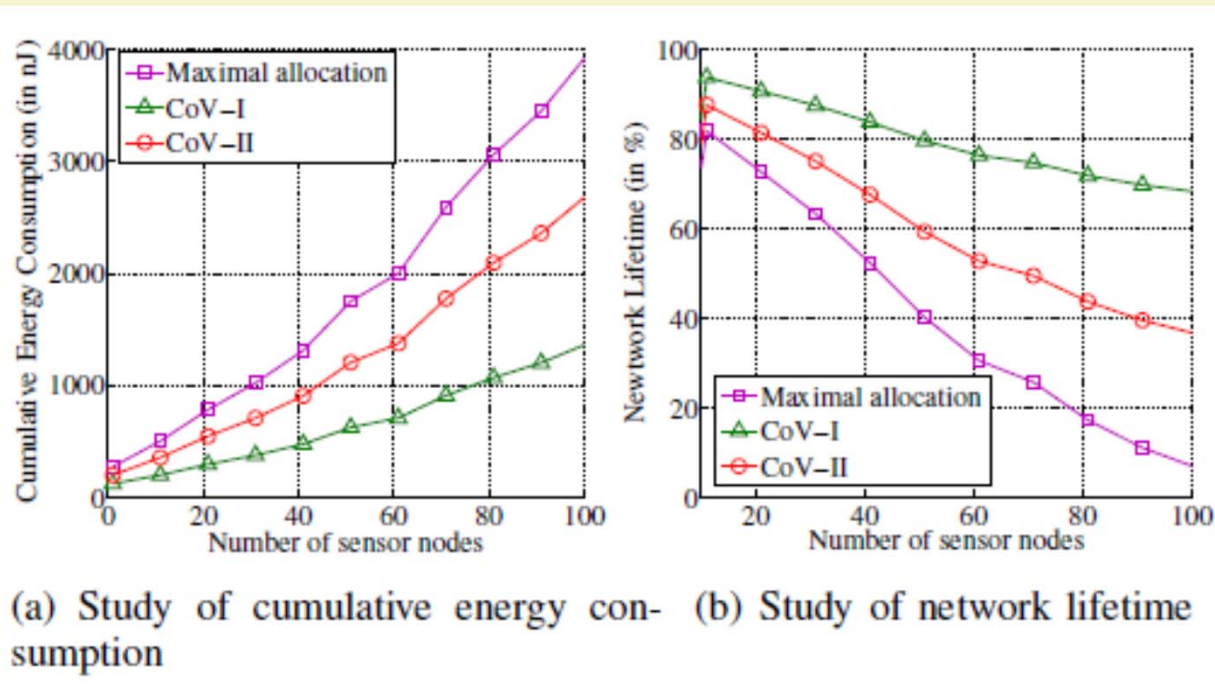 4000
3000
2000
1000
0
Cumulative Energy Consumption (in nJ)
Maximal allocation
CoV–I
CoV–II
0 20 40 60 80 100
Number of sensor nodes
100
80
60
40
20
0
Newtwork Lifetime (in %)
Maximal allocation
CoV–I
CoV–II
20 40 60 80 100
Number of sensor nodes
(a) Study of cumulative energy con-
sumption
(b) Study of network lifetime